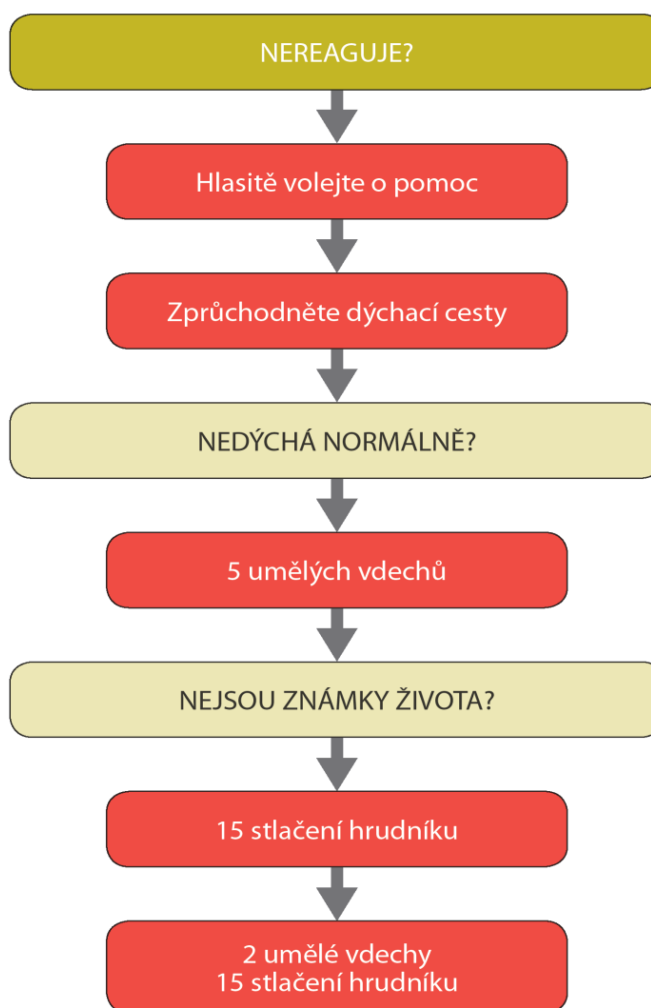 NEREAGUJE?
Hlasitě volejte o pomoc
Zprůchodněte dýchací cesty
NEDÝCHÁ NORMÁLNĚ?
5 umělých vdechů
NEJSOU ZNÁMKY ŽIVOTA?
15 stlačení hrudníku
2 umělé vdechy
15 stlačení hrudníku